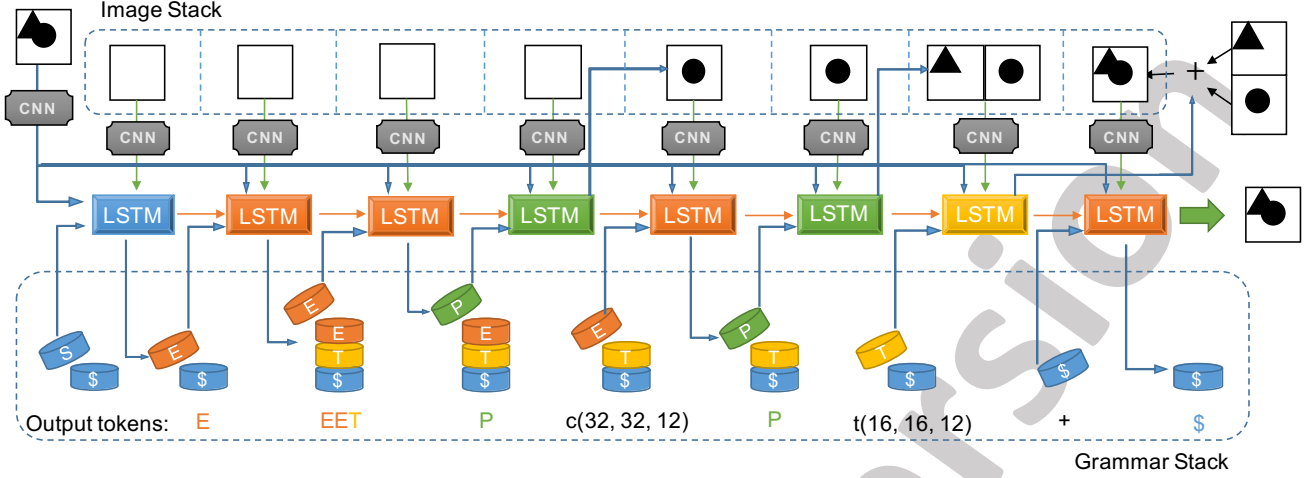 Image Stack
CNN
CNN CNN CNN CNN CNN CNN CNN CNN
LSTM LSTM LSTM LSTM LSTM LSTM LSTM LSTM
+
S $ E $ E E T $ P E T $ E T $ P T $ T $ $ $
Output tokens: E EET P c(32, 32, 12) P t(16, 16, 12) + $
Grammar Stack